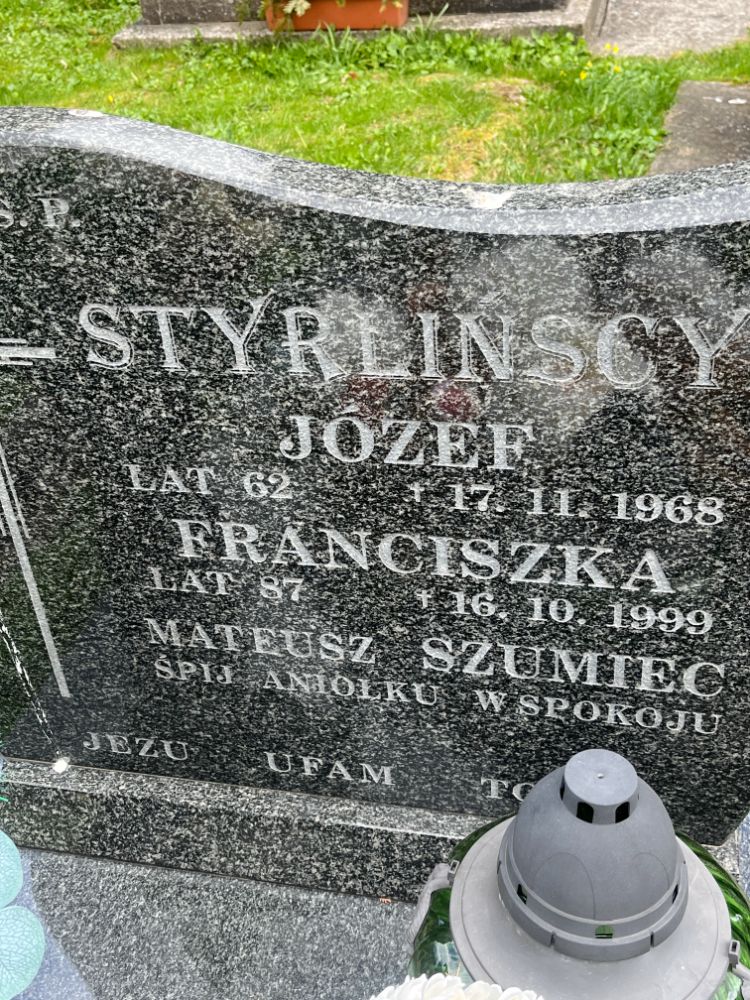 Ś. P.
STYRLIŃSCY
JÓZEF
LAT 62 † 17. 11. 1968
FRANCISZKA
LAT 87 † 16. 10. 1999
MATEUSZ SZUMIEC
ŚPIJ ANIOŁKU W SPOKOJU
JEZU UFAM